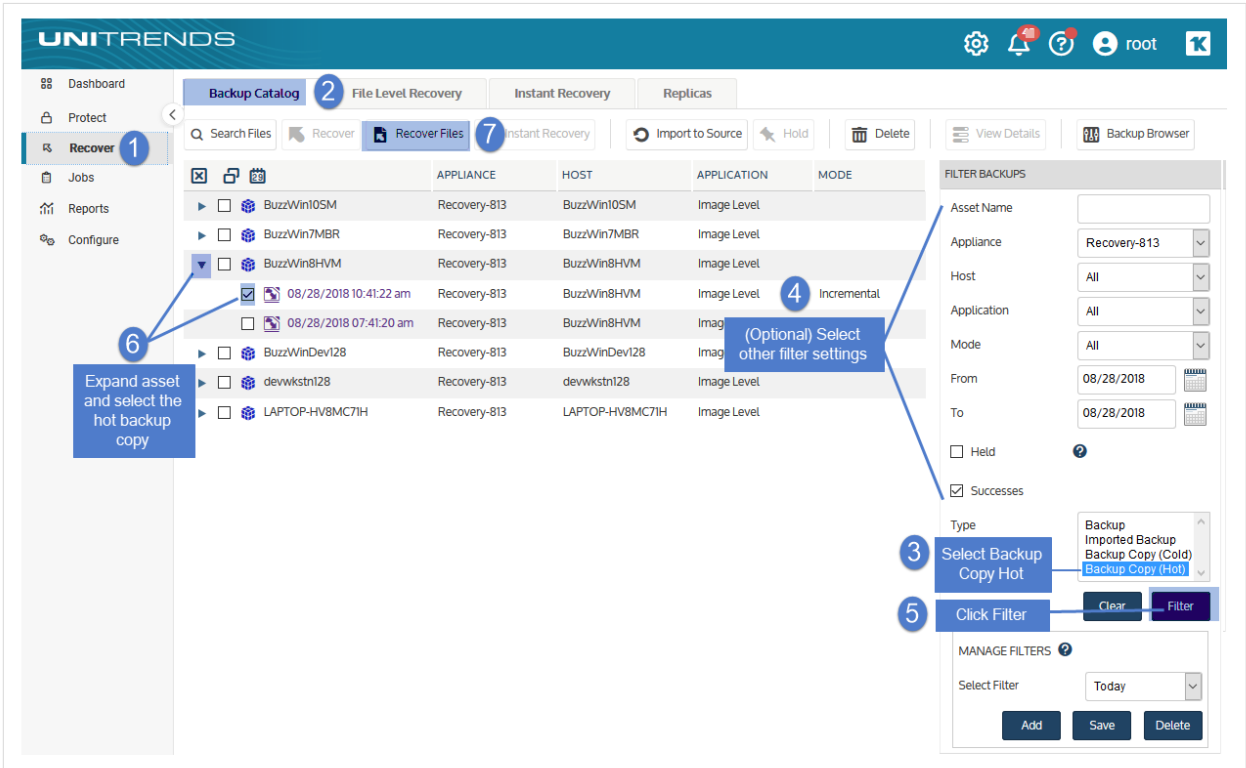 UNITRENDS
40
root
Dashboard
Protect
Recover 1
Jobs
Reports
Configure
Backup Catalog 2 File Level Recovery Instant Recovery Replicas
Search Files Recover Recover Files 7 Instant Recovery Import to Source Hold Delete View Details Backup Browser
29 APPLIANCE HOST APPLICATION MODE
BuzzWin10SM Recovery-813 BuzzWin10SM Image Level
BuzzWin7MBR Recovery-813 BuzzWin7MBR Image Level
BuzzWin8HVM Recovery-813 BuzzWin8HVM Image Level
08/28/2018 10:41:22 am Recovery-813 BuzzWin8HVM Image Level 4 Incremental
08/28/2018 07:41:20 am Recovery-813 BuzzWin8HVM
(Optional) Select
other filter settings
6
BuzzWinDev128 Recovery-813 BuzzWinDev128
devwkstn128 Recovery-813 devwkstn128 Image Level
LAPTOP-HV8MC71H Recovery-813 LAPTOP-HV8MC71H Image Level
Expand asset
and select the
hot backup
copy
FILTER BACKUPS
Asset Name
Appliance Recovery-813
Host All
Application All
Mode All
From 08/28/2018
To 08/28/2018
Held
Successes
Type Backup
Imported Backup
Backup Copy (Cold)
Backup Copy (Hot)
3 Select Backup
Copy Hot
Clear Filter
5 Click Filter
MANAGE FILTERS
Select Filter Today
Add Save Delete